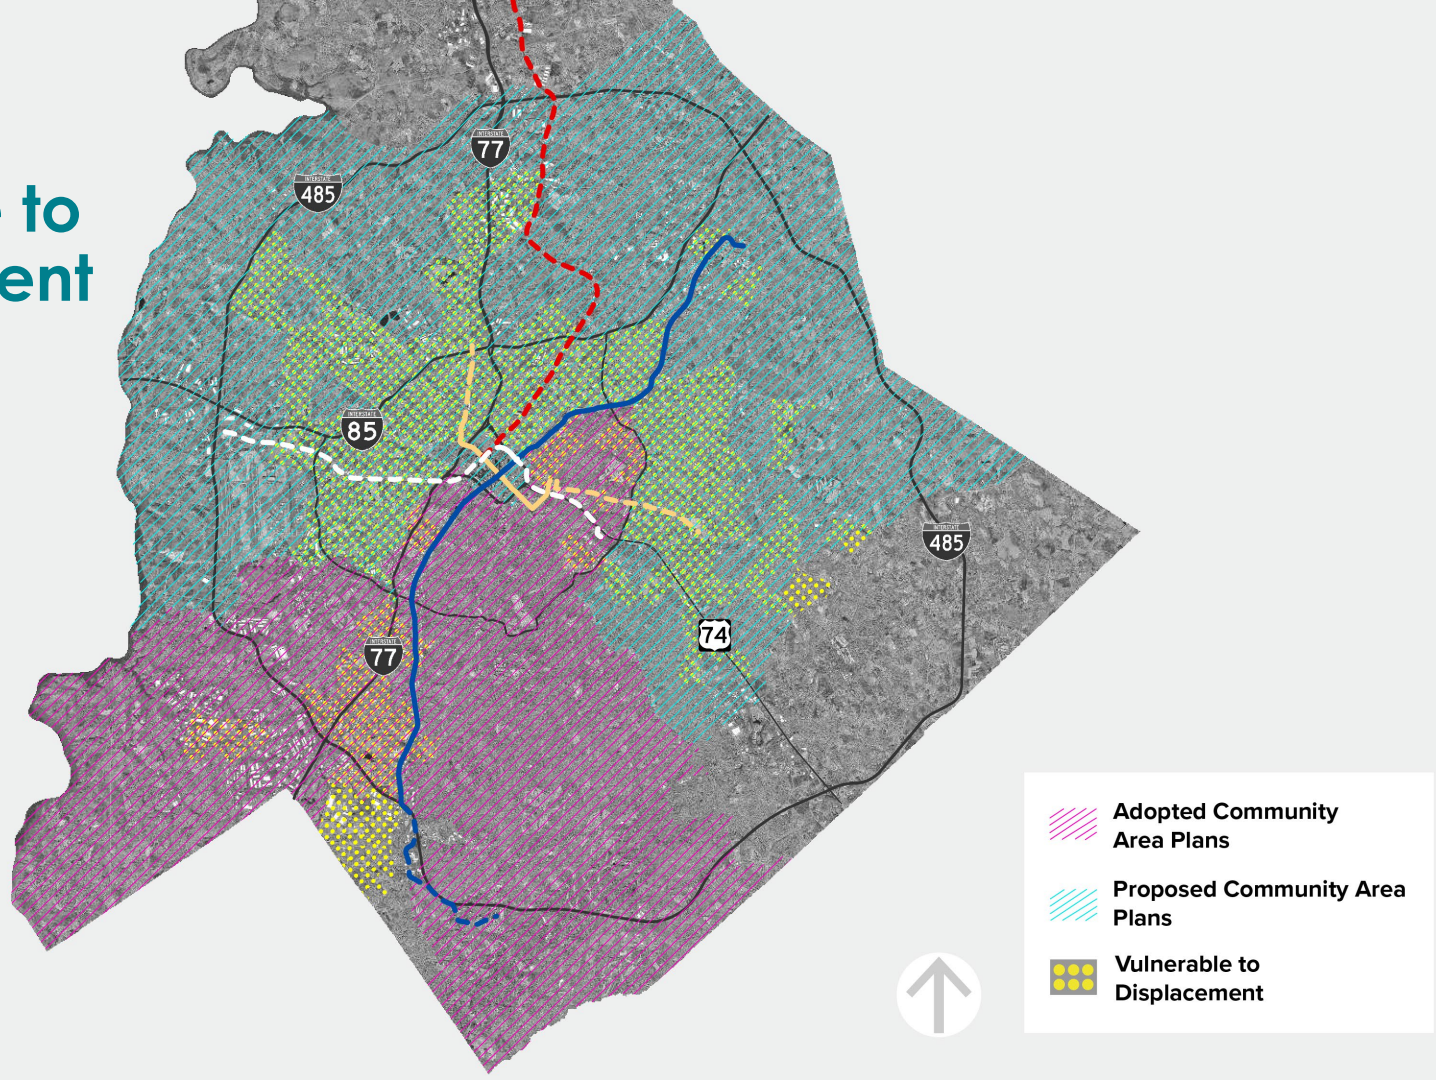 e to
ent
INTERSTATE
77
INTERSTATE
485
INTERSTATE
85
INTERSTATE
485
74
INTERSTATE
77
Adopted Community
Area Plans
Proposed Community Area
Plans
Vulnerable to
Displacement